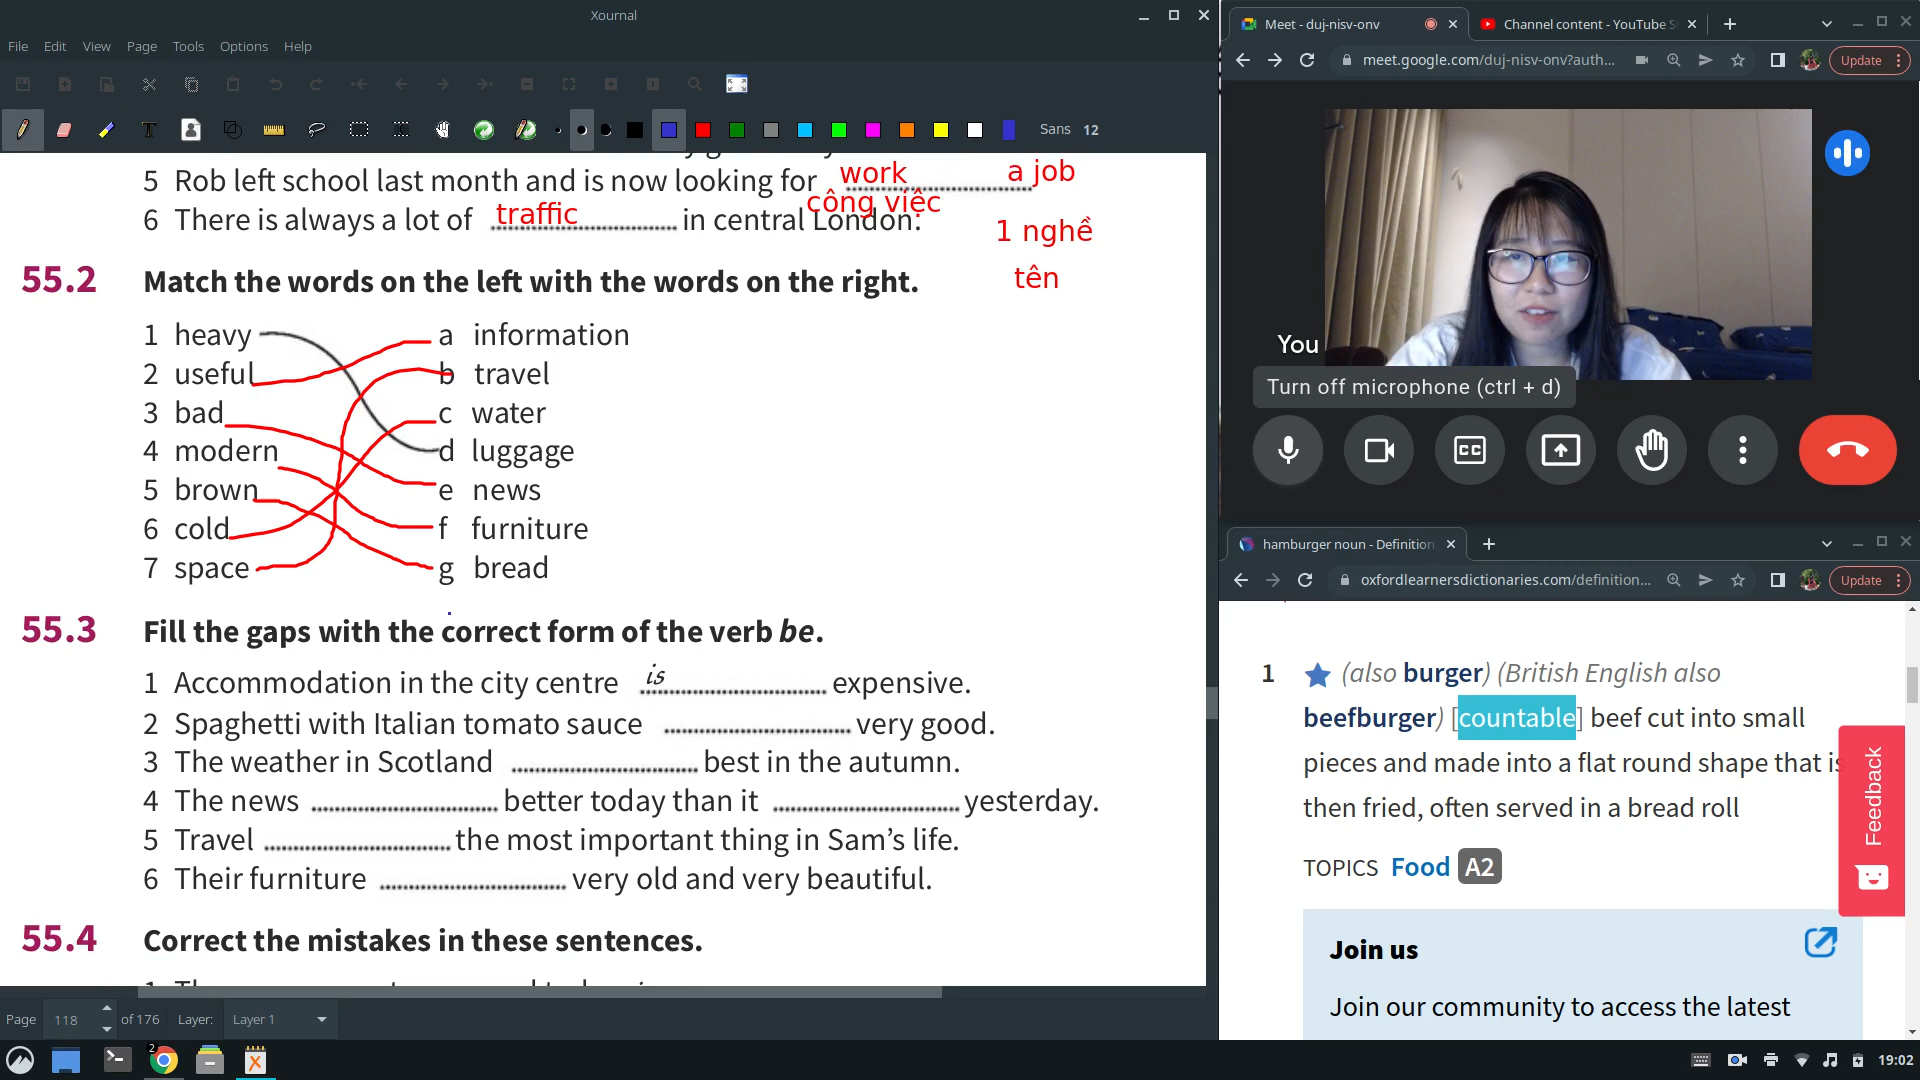 Xournal
File Edit View Page Tools Options Help
Sans 12
5 Rob left school last month and is now looking for work a job
công việc
6 There is always a lot of traffic in central London.
1 nghề
tên
55.2 Match the words on the left with the words on the right.
1 heavy a information
2 useful b travel
3 bad c water
4 modern d luggage
5 brown e news
6 cold f furniture
7 space g bread
55.3 Fill the gaps with the correct form of the verb be.
1 Accommodation in the city centre is expensive.
2 Spaghetti with Italian tomato sauce very good.
3 The weather in Scotland best in the autumn.
4 The news better today than it yesterday.
5 Travel the most important thing in Sam's life.
6 Their furniture very old and very beautiful.
55.4 Correct the mistakes in these sentences.
Page 118 of 176 Layer: Layer 1
Meet - duj-nisv-onv
Channel content - YouTube S
meet.google.com/duj-nisv-onv?auth...
Update
You
Turn off microphone (ctrl + d)
CC
hamburger noun - Definition
oxfordlearnersdictionaries.com/definition...
Update
1 (also burger) (British English also
beefburger) [countable] beef cut into small
pieces and made into a flat round shape that is
then fried, often served in a bread roll
TOPICS Food A2
Feedback
Join us
Join our community to access the latest
2
19:02